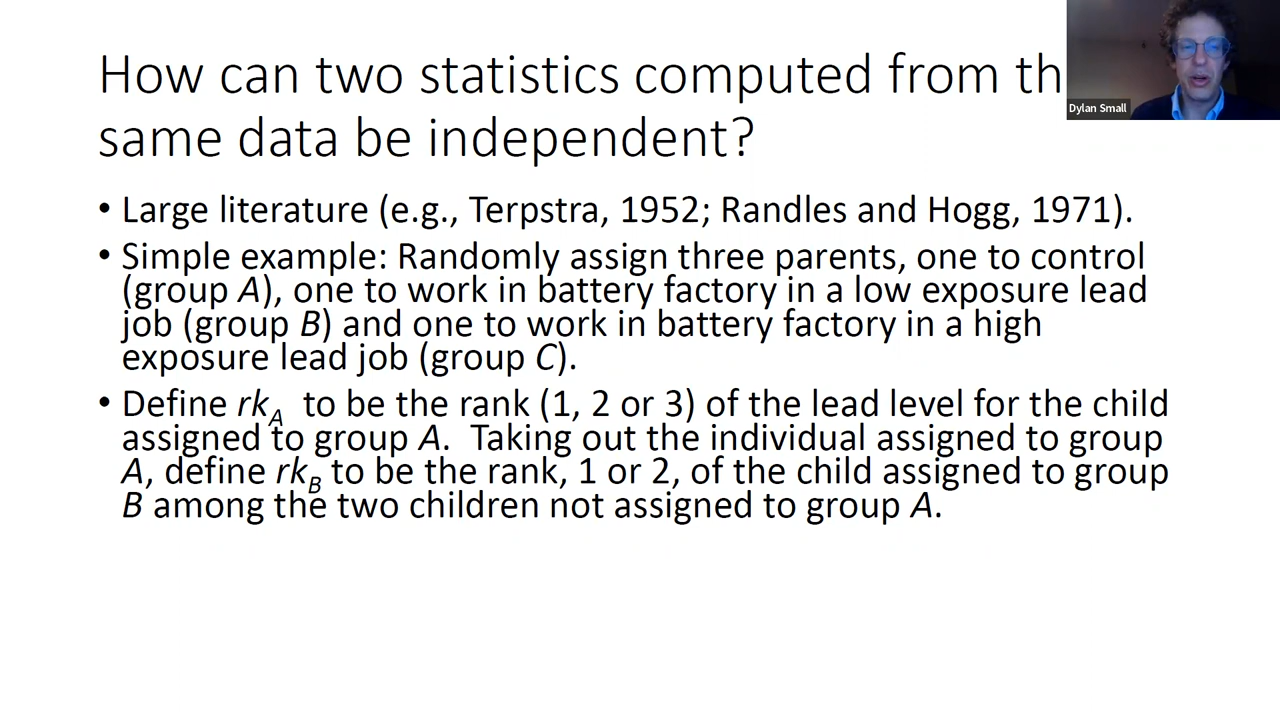 How can two statistics computed from th
same data be independent?
Dylan Small
• Large literature (e.g., Terpstra, 1952; Randles and Hogg, 1971).
• Simple example: Randomly assign three parents, one to control
(group A), one to work in battery factory in a low exposure lead
job (group B) and one to work in battery factory in a high
exposure lead job (group C).
• Define rk_A to be the rank (1, 2 or 3) of the lead level for the child
assigned to group A. Taking out the individual assigned to group
A, define rk_B to be the rank, 1 or 2, of the child assigned to group
B among the two children not assigned to group A.